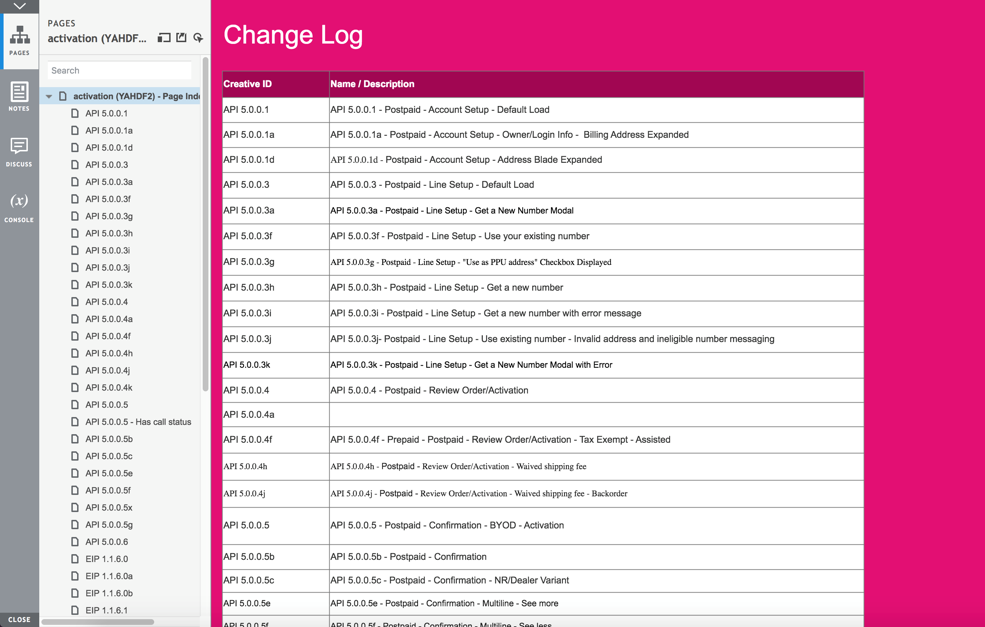 PAGES
NOTES
DISCUSS
(x)
CONSOLE
CLOSE
PAGES
activation (YAHDF...
Search
activation (YAHDF2) - Page Inde
API 5.0.0.1
API 5.0.0.1a
API 5.0.0.1d
API 5.0.0.3
API 5.0.0.3a
API 5.0.0.3f
API 5.0.0.3g
API 5.0.0.3h
API 5.0.0.3i
API 5.0.0.3j
API 5.0.0.3k
API 5.0.0.4
API 5.0.0.4a
API 5.0.0.4f
API 5.0.0.4h
API 5.0.0.4j
API 5.0.0.4k
API 5.0.0.5
API 5.0.0.5 - Has call status
API 5.0.0.5b
API 5.0.0.5c
API 5.0.0.5e
API 5.0.0.5f
API 5.0.0.5x
API 5.0.0.5g
API 5.0.0.6
EIP 1.1.6.0
EIP 1.1.6.0a
EIP 1.1.6.0b
EIP 1.1.6.1
Change Log
Creative ID Name / Description
API 5.0.0.1 API 5.0.0.1 - Postpaid - Account Setup - Default Load
API 5.0.0.1a API 5.0.0.1a - Postpaid - Account Setup - Owner/Login Info - Billing Address Expanded
API 5.0.0.1d API 5.0.0.1d - Postpaid - Account Setup - Address Blade Expanded
API 5.0.0.3 API 5.0.0.3 - Postpaid - Line Setup - Default Load
API 5.0.0.3a API 5.0.0.3a - Postpaid - Line Setup - Get a New Number Modal
API 5.0.0.3f API 5.0.0.3f - Postpaid - Line Setup - Use your existing number
API 5.0.0.3g API 5.0.0.3g - Postpaid - Line Setup - "Use as PPU address" Checkbox Displayed
API 5.0.0.3h API 5.0.0.3h - Postpaid - Line Setup - Get a new number
API 5.0.0.3i API 5.0.0.3i - Postpaid - Line Setup - Get a new number with error message
API 5.0.0.3j API 5.0.0.3j- Postpaid - Line Setup - Use existing number - Invalid address and ineligible number messaging
API 5.0.0.3k API 5.0.0.3k - Postpaid - Line Setup - Get a New Number Modal with Error
API 5.0.0.4 API 5.0.0.4 - Postpaid - Review Order/Activation
API 5.0.0.4a
API 5.0.0.4f API 5.0.0.4f - Prepaid - Postpaid - Review Order/Activation - Tax Exempt - Assisted
API 5.0.0.4h API 5.0.0.4h - Postpaid - Review Order/Activation - Waived shipping fee
API 5.0.0.4j API 5.0.0.4j - Postpaid - Review Order/Activation - Waived shipping fee - Backorder
API 5.0.0.5 API 5.0.0.5 - Postpaid - Confirmation - BYOD - Activation
API 5.0.0.5b API 5.0.0.5b - Postpaid - Confirmation
API 5.0.0.5c API 5.0.0.5c - Postpaid - Confirmation - NR/Dealer Variant
API 5.0.0.5e API 5.0.0.5e - Postpaid - Confirmation - Multiline - See more
API 5.0.0.5f API 5.0.0.5f - Postpaid - Confirmation - Multiline - See less